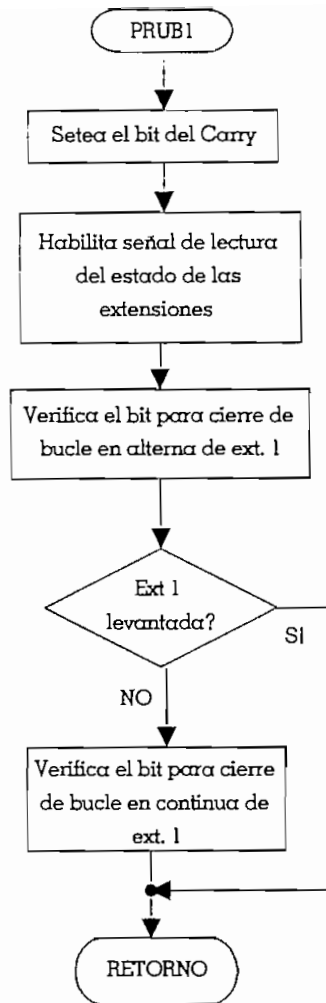 PRUB1
Setea el bit del Carry
Habilita señal de lectura
del estado de las
extensiones
Verifica el bit para cierre de
bucle en alterna de ext. 1
Ext 1
levantada?
SI
NO
Verifica el bit para cierre
de bucle en continua de
ext. 1
RETORNO